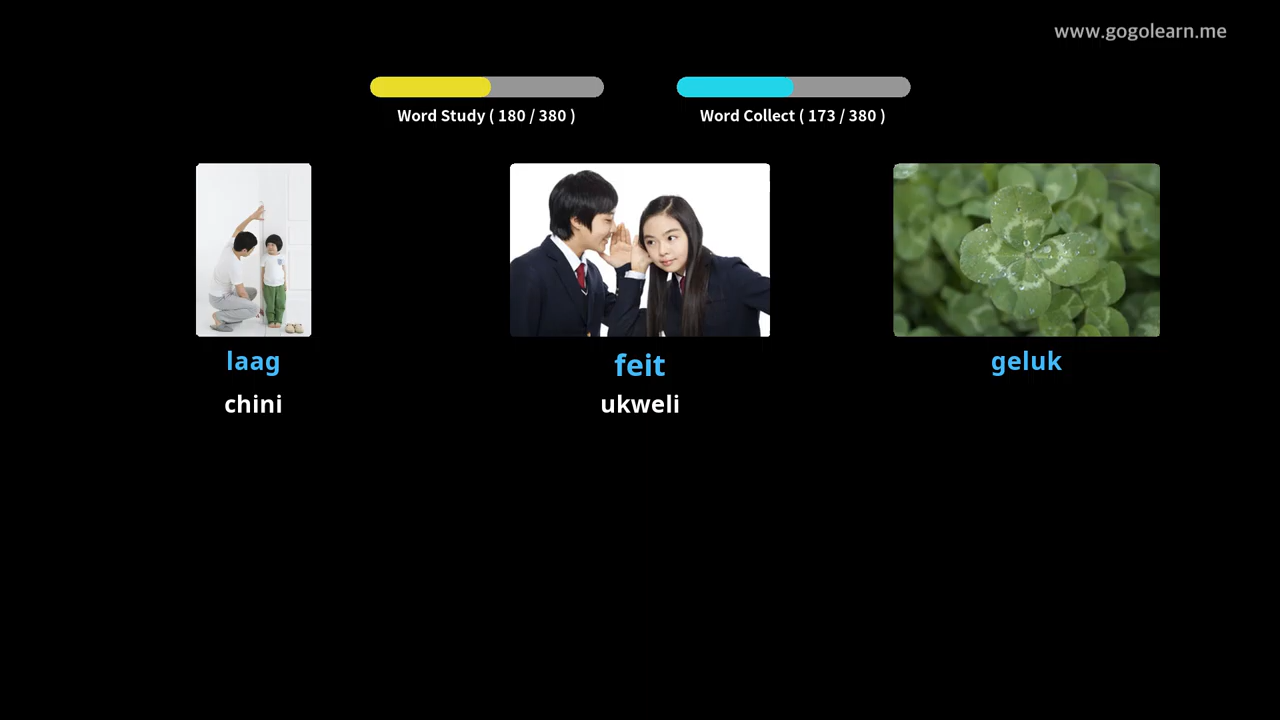 www.gogolearn.me
Word Study ( 180 / 380 )
Word Collect ( 173 / 380 )
laag
feit
geluk
chini
ukweli